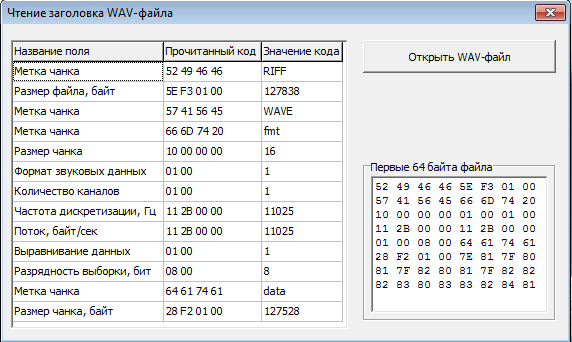 Чтение заголовка WAV-файла
Название поля Прочитанный код Значение кода
Метка чанка 52 49 46 46 RIFF
Размер файла, байт 5E F3 01 00 127838
Метка чанка 57 41 56 45 WAVE
Метка чанка 66 6D 74 20 fmt
Размер чанка 10 00 00 00 16
Формат звуковых данных 01 00 1
Количество каналов 01 00 1
Частота дискретизации, Гц 11 2B 00 00 11025
Поток, байт/сек 11 2B 00 00 11025
Выравнивание данных 01 00 1
Разрядность выборки, бит 08 00 8
Метка чанка 64 61 74 61 data
Размер чанка, байт 28 F2 01 00 127528
Открыть WAV-файл
Первые 64 байта файла
52 49 46 46 5E F3 01 00
57 41 56 45 66 6D 74 20
10 00 00 00 01 00 01 00
11 2B 00 00 11 2B 00 00
01 00 08 00 64 61 74 61
28 F2 01 00 7E 81 7F 80
81 7F 82 80 81 7F 82 82
82 83 80 83 83 82 84 81